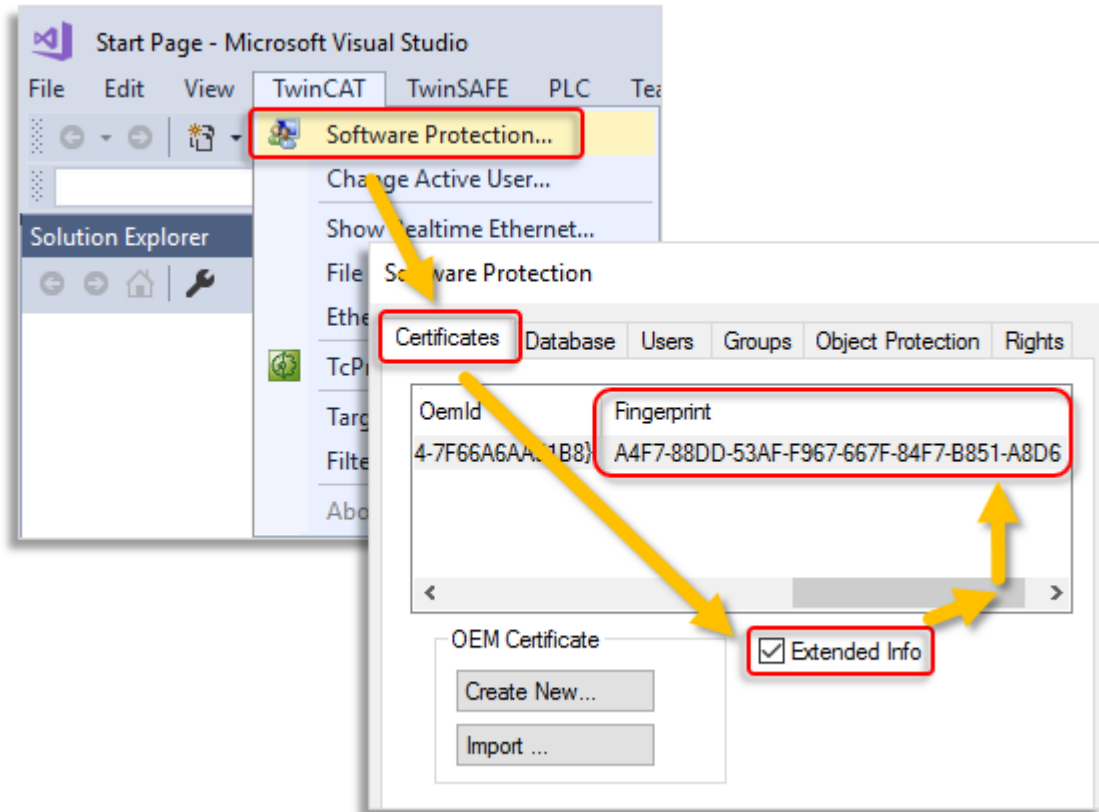 Start Page - Microsoft Visual Studio
File Edit View TwinCAT TwinSAFE PLC
Software Protection...
Change Active User...
Show Realtime Ethernet...
Solution Explorer
File
Software Protection
Certificates Database Users Groups Object Protection Rights
OemId Fingerprint
A4F7-88DD-53AF-F967-667F-84F7-B851-A8D6
OEM Certificate
Extended Info
Create New...
Import ...